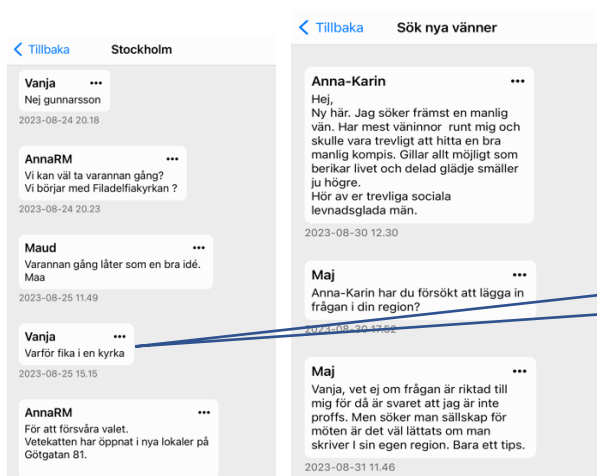 Tillbaka Stockholm
Vanja
Nej gunnarsson
2023-08-24 20.18
AnnaRM
Vi kan väl ta varannan gång?
Vi börjar med Filadelfiakyrkan ?
2023-08-24 20.23
Maud
Varannan gång låter som en bra idé.
Maa
2023-08-25 11.49
Vanja
Varför fika i en kyrka
2023-08-25 15.15
AnnaRM
För att försvåra valet.
Vetekatten har öppnat i nya lokaler på
Götgatan 81.
Tillbaka Sök nya vänner
Anna-Karin
Hej,
Ny här. Jag söker främst en manlig
vän. Har mest väninnor runt mig och
skulle vara trevligt att hitta en bra
manlig kompis. Gillar allt möjligt som
berikar livet och delad glädje smäller
ju högre.
Hör av er trevliga sociala
levnadsglada män.
2023-08-30 12.30
Maj
Anna-Karin har du försökt att lägga in
frågan i din region?
2023-08-30 17.52
Maj
Vanja, vet ej om frågan är riktad till
mig för då är svaret att jag är inte
proffs. Men söker man sällskap för
möten är det väl lättats om man
skriver I sin egen region. Bara ett tips.
2023-08-31 11.46